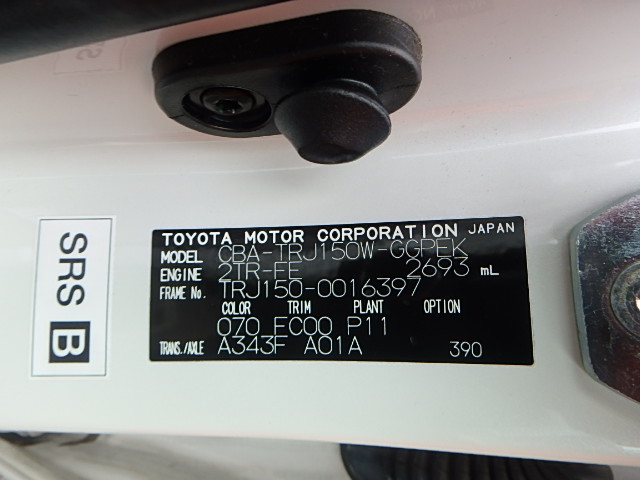 TOYOTA MOTOR CORPORATION JAPAN
MODEL CBA-TRJ150W-GGPEK
ENGINE 2TR-FE 2693 mL
FRAME No. TRJ150-0016397
COLOR TRIM PLANT OPTION
070 FC00 P11
TRANS./AXLE A343F A01A 390
SRS B